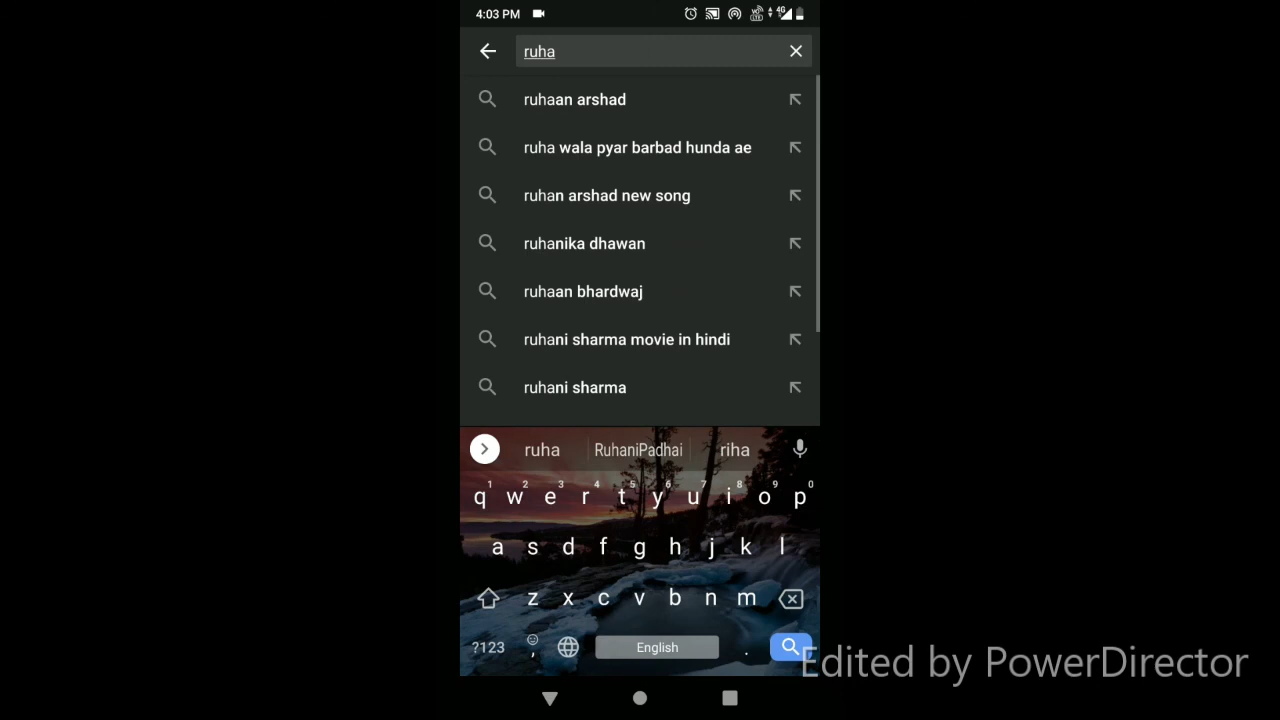 4:03 PM 4G
ruha
ruhaan arshad
ruha wala pyar barbad hunda ae
ruhan arshad new song
ruhanika dhawan
ruhaan bhardwaj
ruhani sharma movie in hindi
ruhani sharma
ruha RuhaniPadhai riha
1 2 3 4 5 6 7 8 9 0
q w e r t y u i o p
a s d f g h j k l
z x c v b n m
?123 , English .
Edited by PowerDirector